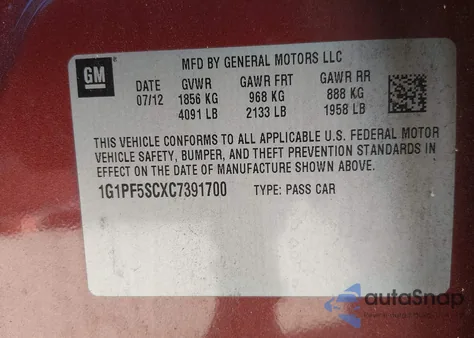 GM
MFD BY GENERAL MOTORS LLC
DATE GVWR GAWR FRT GAWR RR
07/12 1856 KG 968 KG 888 KG
4091 LB 2133 LB 1958 LB
THIS VEHICLE CONFORMS TO ALL APPLICABLE U.S. FEDERAL MOTOR
VEHICLE SAFETY, BUMPER, AND THEFT PREVENTION STANDARDS IN
EFFECT ON THE DATE OF MANUFACTURE SHOWN ABOVE.
1G1PF5SCXC7391700 TYPE: PASS CAR
autoSnap